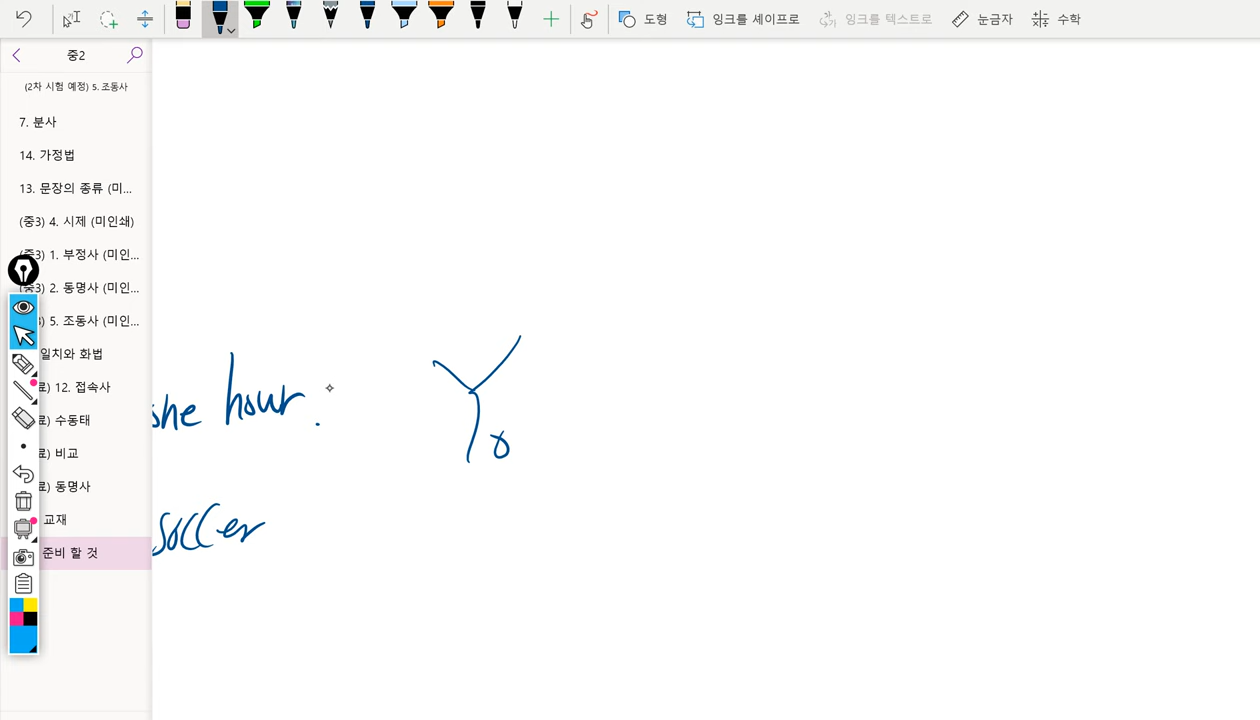 도형 잉크를 셰이프로 잉크를 텍스트로 눈금자 수학
중2
(2차 시험 예정) 5. 조동사
7. 분사
14. 가정법
13. 문장의 종류 (미...
(중3) 4. 시제 (미인쇄)
(중3) 1. 부정사 (미인...
3) 2. 동명사 (미인...
) 5. 조동사 (미인...
일치와 화법
료) 12. 접속사
료) 수동태
료) 비교
료) 동명사
교재
준비 할 것
she hour.
Yo
soccer